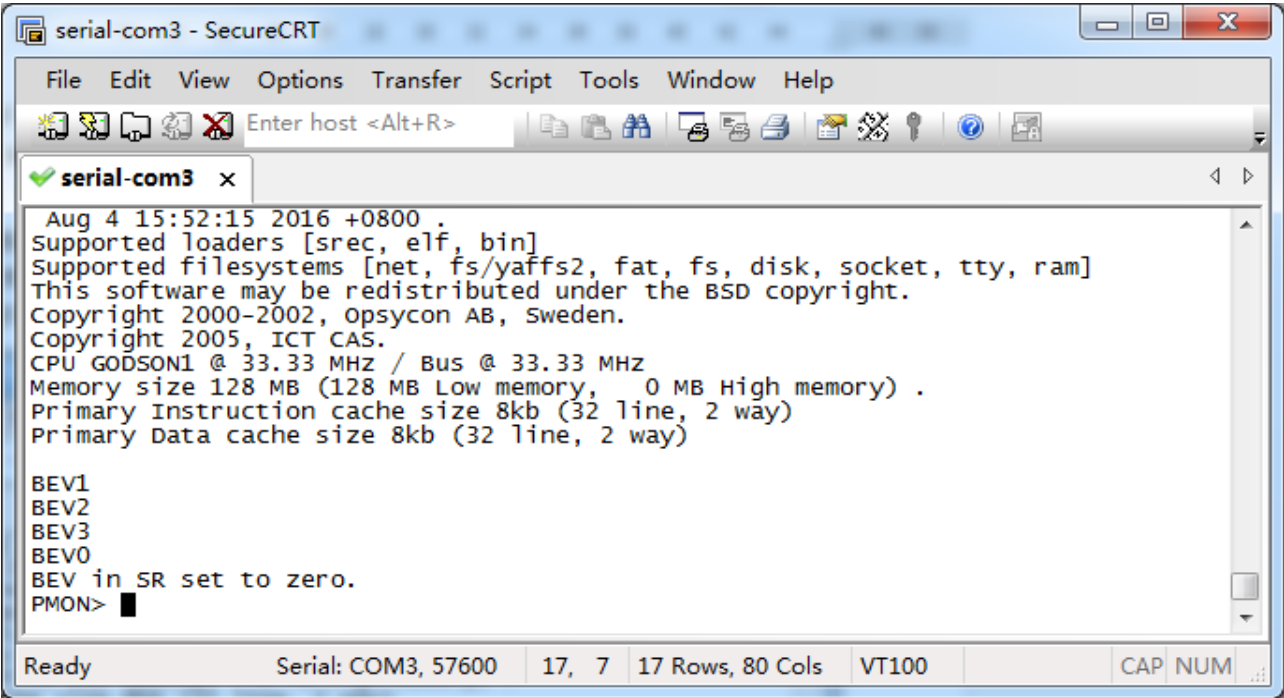 serial-com3 - SecureCRT
File Edit View Options Transfer Script Tools Window Help
Enter host <Alt+R>
serial-com3 x
Aug 4 15:52:15 2016 +0800 .
Supported loaders [srec, elf, bin]
Supported filesystems [net, fs/yaffs2, fat, fs, disk, socket, tty, ram]
This software may be redistributed under the BSD copyright.
Copyright 2000-2002, Opsycon AB, Sweden.
Copyright 2005, ICT CAS.
CPU GODSON1 @ 33.33 MHz / Bus @ 33.33 MHz
Memory size 128 MB (128 MB Low memory,   0 MB High memory) .
Primary Instruction cache size 8kb (32 line, 2 way)
Primary Data cache size 8kb (32 line, 2 way)
BEV1
BEV2
BEV3
BEV0
BEV in SR set to zero.
PMON>
Ready Serial: COM3, 57600 17, 7 17 Rows, 80 Cols VT100 CAP NUM